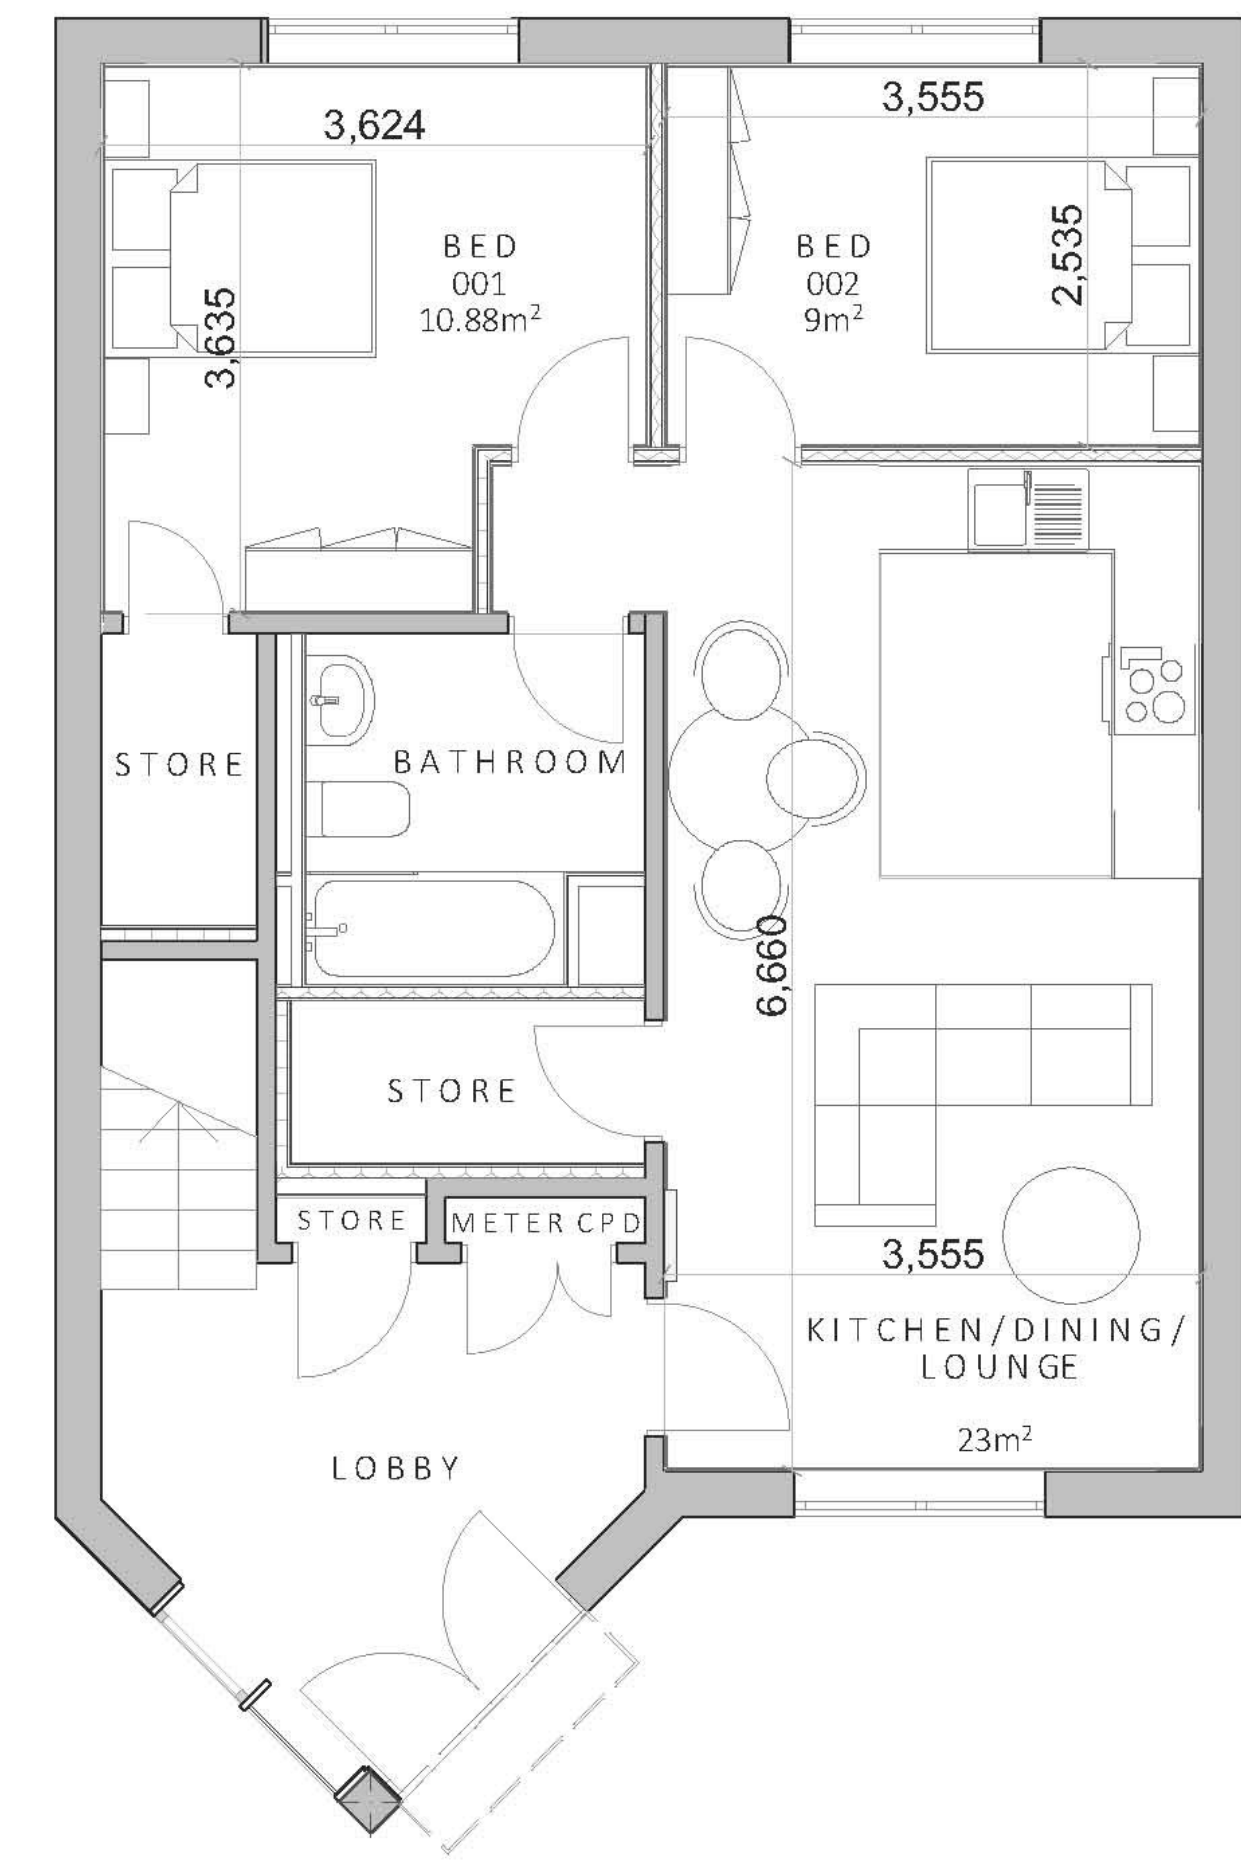 3,624
3,555
BED
001
10.88m²
3,635
BED
002
9m²
2,535
STORE
BATHROOM
6,660
STORE
STORE
METER CPD
3,555
KITCHEN/DINING/
LOUNGE
23m²
LOBBY